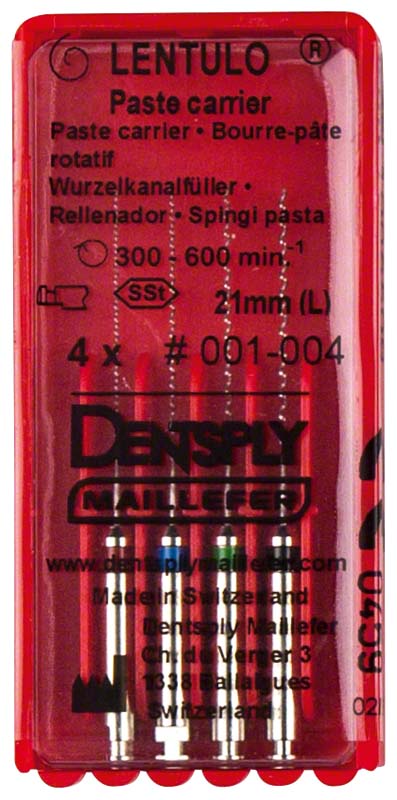 LENTULO ®
Paste carrier
Paste carrier • Bourre-pâte
rotatif
Wurzelkanalfüller •
Rellenador • Spingi pasta
300 - 600 min.-1
SSt
21mm (L)
4 x # 001-004
DENTSPLY
MAILLEFER
www.dentsplymaillefer.com
Made in Switzerland
Dentsply Maillefer
Ch. du Verger 3
1338 Ballaigues
Switzerland
0459
02/